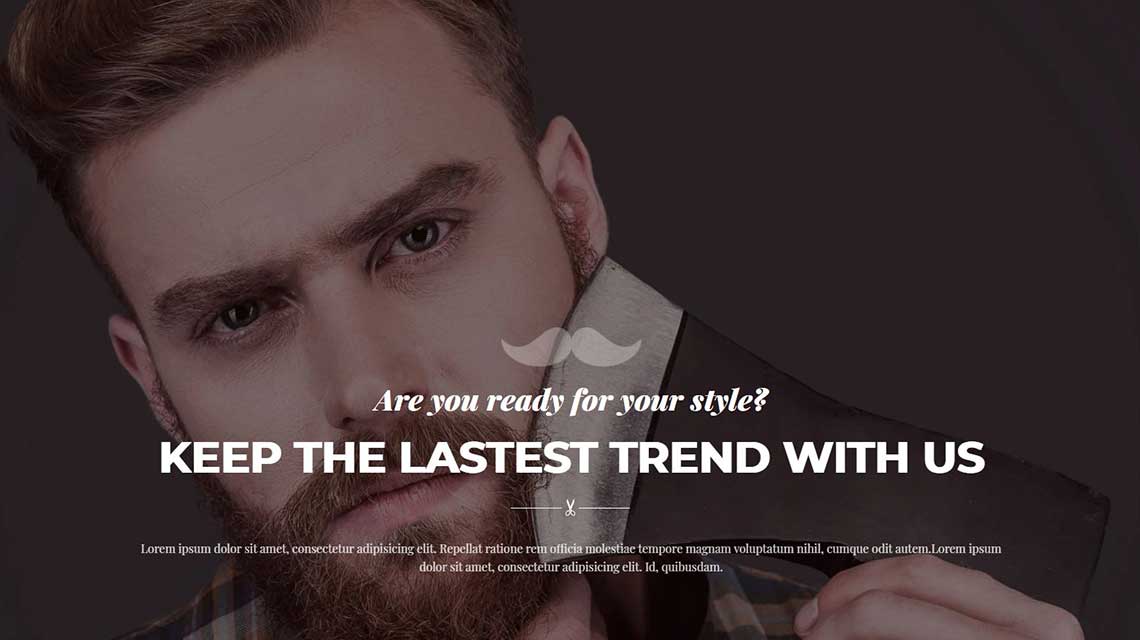 Are you ready for your style?
KEEP THE LASTEST TREND WITH US
Lorem ipsum dolor sit amet, consectetur adipisicing elit. Repellat ratione rem officia molestiae tempore magnam voluptatum nihil, cumque odit autem.Lorem ipsum
dolor sit amet, consectetur adipisicing elit. Id, quibusdam.